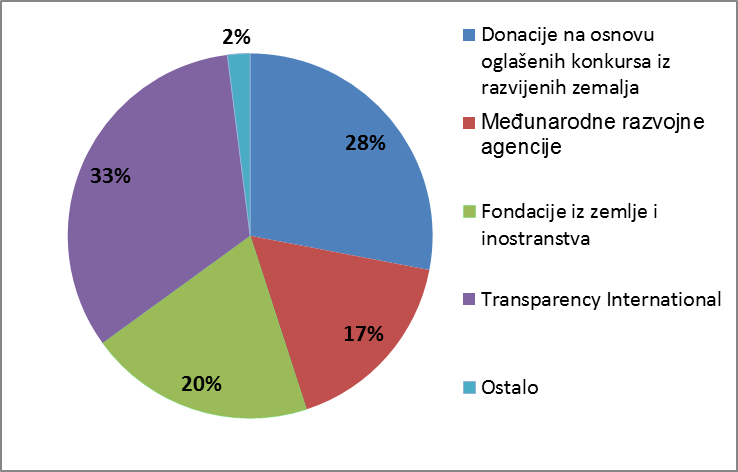 2%
28%
33%
17%
20%
Donacije na osnovu
oglašenih konkursa iz
razvijenih zemalja
Međunarodne razvojne
agencije
Fondacije iz zemlje i
inostranstva
Transparency International
Ostalo